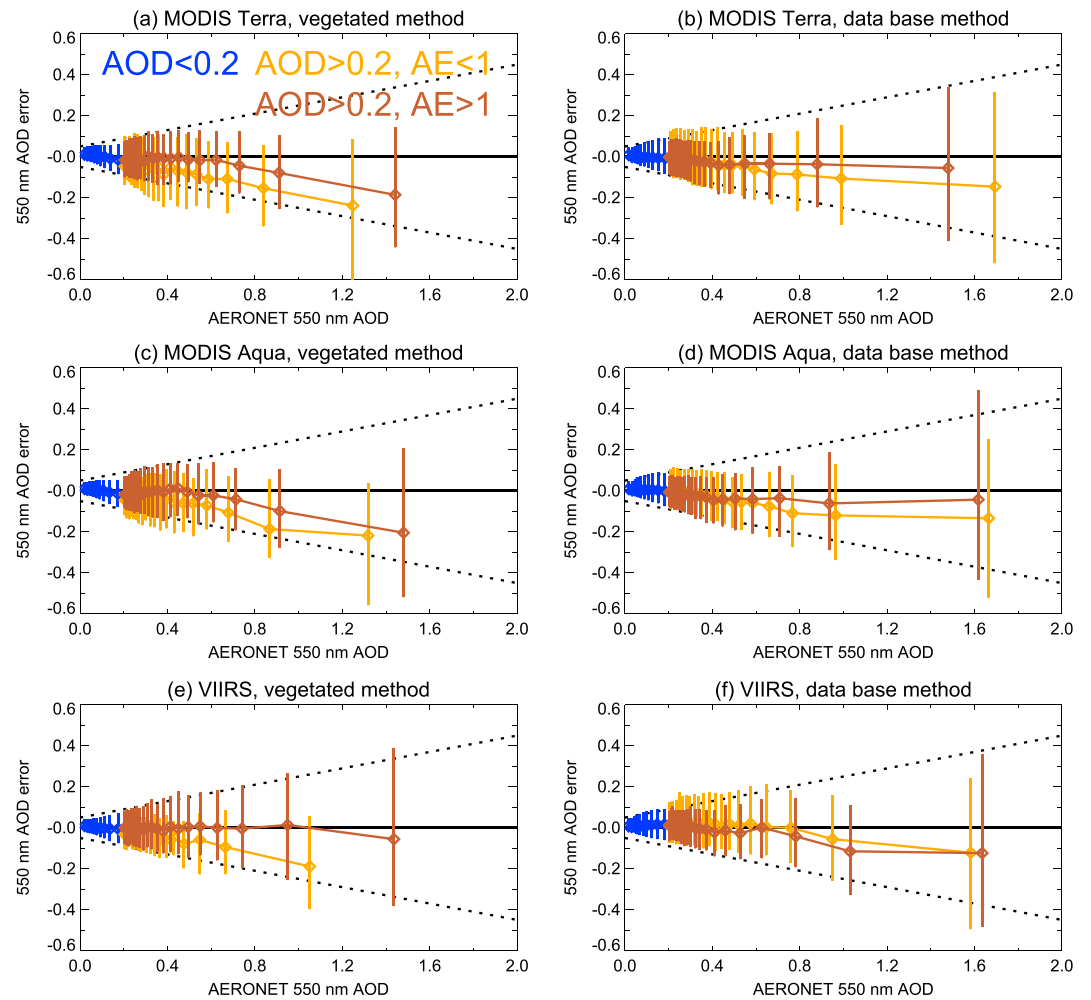 (a) MODIS Terra, vegetated method
AOD<0.2 AOD>0.2, AE<1
AOD>0.2, AE>1
0.6
0.4
0.2
-0.0
-0.2
-0.4
-0.6
550 nm AOD error
0.0 0.4 0.8 1.2 1.6 2.0
AERONET 550 nm AOD
(b) MODIS Terra, data base method
0.6
0.4
0.2
-0.0
-0.2
-0.4
-0.6
550 nm AOD error
0.0 0.4 0.8 1.2 1.6 2.0
AERONET 550 nm AOD
(c) MODIS Aqua, vegetated method
0.6
0.4
0.2
-0.0
-0.2
-0.4
-0.6
550 nm AOD error
0.0 0.4 0.8 1.2 1.6 2.0
AERONET 550 nm AOD
(d) MODIS Aqua, data base method
0.6
0.4
0.2
-0.0
-0.2
-0.4
-0.6
550 nm AOD error
0.0 0.4 0.8 1.2 1.6 2.0
AERONET 550 nm AOD
(e) VIIRS, vegetated method
0.6
0.4
0.2
-0.0
-0.2
-0.4
-0.6
550 nm AOD error
0.0 0.4 0.8 1.2 1.6 2.0
AERONET 550 nm AOD
(f) VIIRS, data base method
0.6
0.4
0.2
-0.0
-0.2
-0.4
-0.6
550 nm AOD error
0.0 0.4 0.8 1.2 1.6 2.0
AERONET 550 nm AOD